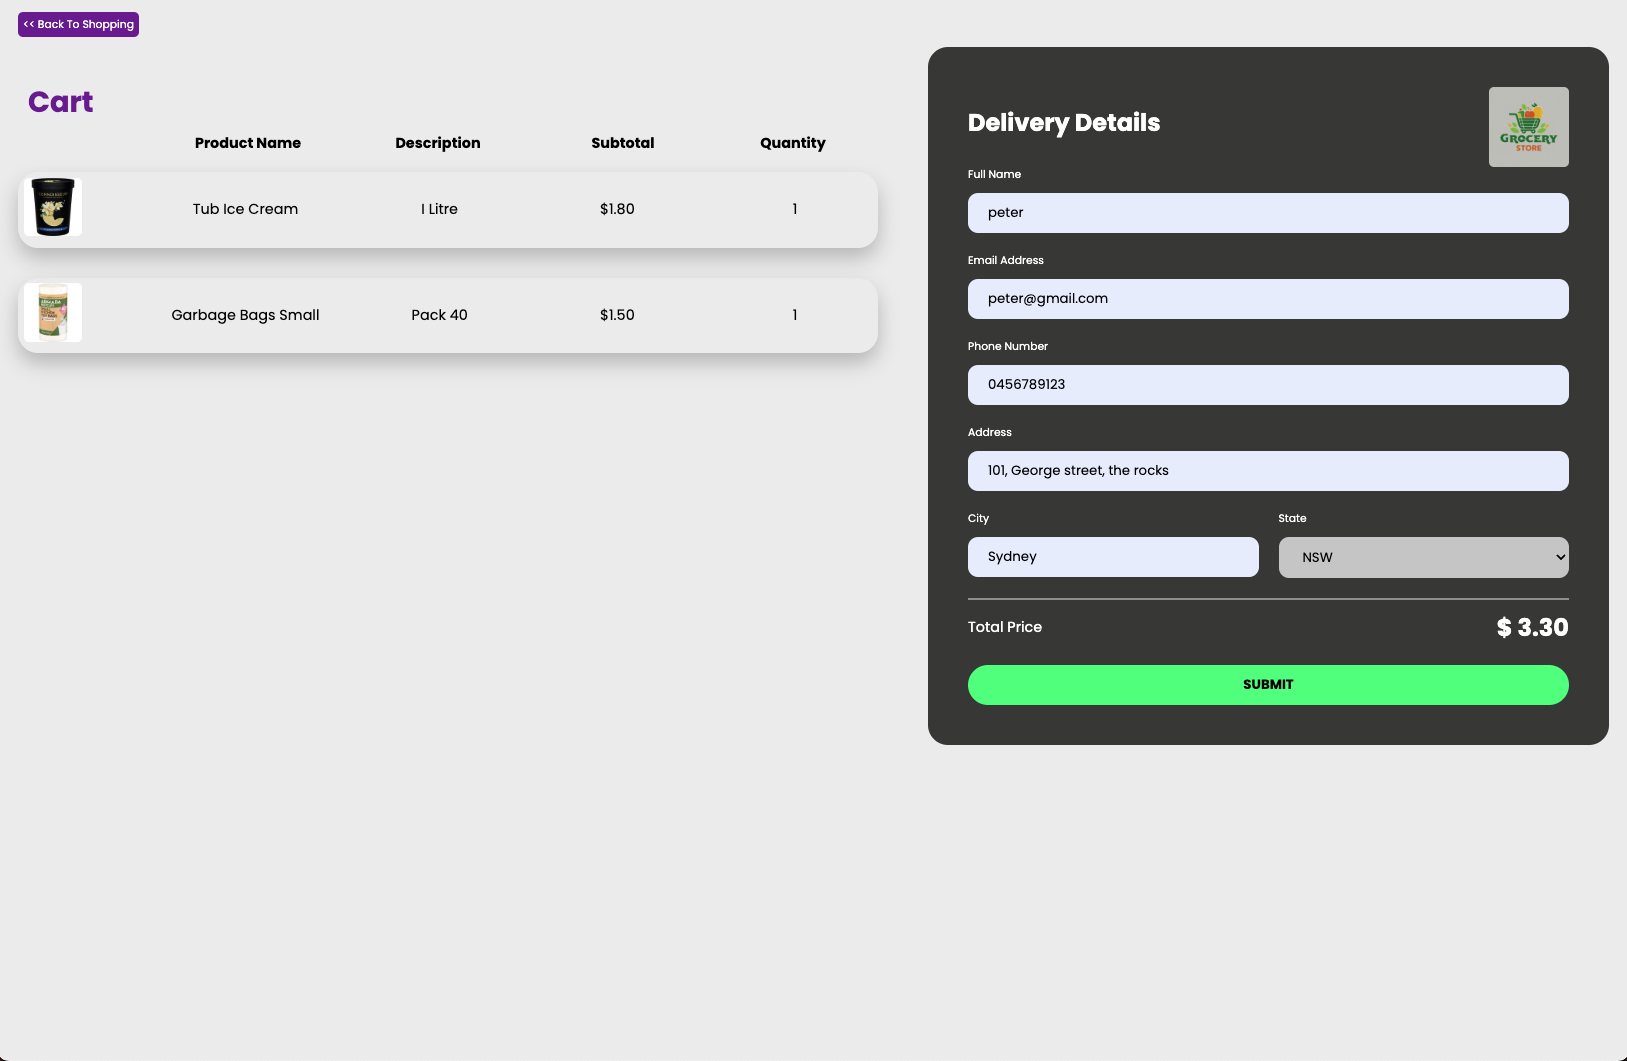 << Back To Shopping
Cart
Product Name Description Subtotal Quantity
Tub Ice Cream I Litre $1.80 1
Garbage Bags Small Pack 40 $1.50 1
Delivery Details
GROCERY
STORE
Full Name
peter
Email Address
peter@gmail.com
Phone Number
0456789123
Address
101, George street, the rocks
City State
Sydney NSW
Total Price $ 3.30
SUBMIT